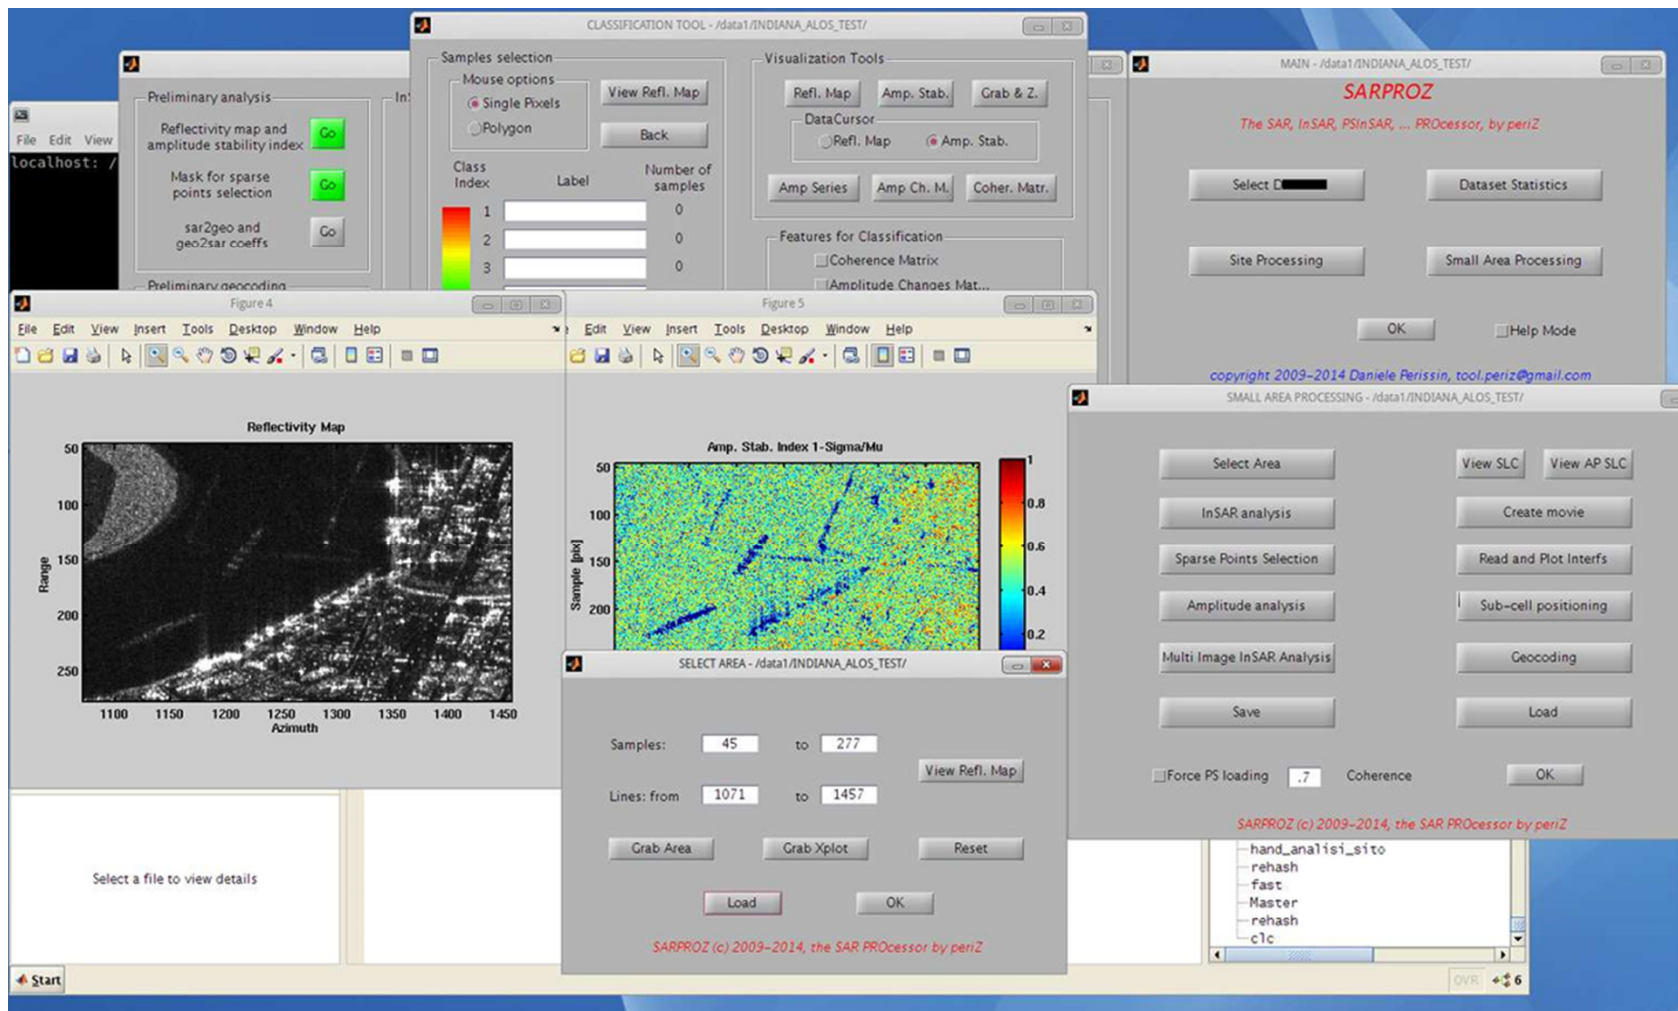 CLASSIFICATION TOOL - /data1/INDIANA_ALOS_TEST/
Samples selection
Mouse options
Single Pixels
Polygon
View Refl. Map
Back
Class Index
Label
Number of samples
1
0
2
0
3
0
Visualization Tools
Refl. Map
Amp. Stab.
Grab & Z.
DataCursor
Refl. Map
Amp. Stab.
Amp Series
Amp Ch. M.
Coher. Matr.
Features for Classification
Coherence Matrix
Amplitude Changes Mat...
Preliminary analysis
Reflectivity map and
amplitude stability index
Go
Mask for sparse
points selection
Go
sar2geo and
geo2sar coeffs
Go
Preliminary geocoding
InS
File Edit View
localhost: /
MAIN - /data1/INDIANA_ALOS_TEST/
SARPROZ
The SAR, InSAR, PSInSAR, ... PROcessor, by periZ
Select D
Dataset Statistics
Site Processing
Small Area Processing
OK
Help Mode
copyright 2009-2014 Daniele Perissin, tool.periz@gmail.com
Figure 4
File Edit View Insert Tools Desktop Window Help
Reflectivity Map
50
100
150
200
250
Range
1100 1150 1200 1250 1300 1350 1400 1450
Azimuth
Figure 5
e Edit View Insert Tools Desktop Window Help
Amp. Stab. Index 1-Sigma/Mu
50
100
150
200
Sample [pix]
1
0.8
0.6
0.4
0.2
SMALL AREA PROCESSING - /data1/INDIANA_ALOS_TEST/
Select Area
View SLC
View AP SLC
InSAR analysis
Create movie
Sparse Points Selection
Read and Plot Interfs
Amplitude analysis
Sub-cell positioning
Multi Image InSAR Analysis
Geocoding
Save
Load
Force PS loading
.7
Coherence
OK
SARPROZ (c) 2009-2014, the SAR PROcessor by periZ
SELECT AREA - /data1/INDIANA_ALOS_TEST/
Samples:
45
to
277
View Refl. Map
Lines: from
1071
to
1457
Grab Area
Grab Xplot
Reset
Load
OK
SARPROZ (c) 2009-2014, the SAR PROcessor by periZ
Select a file to view details
hand_analisi_sito
rehash
fast
Master
rehash
clc
Start
OVR
6